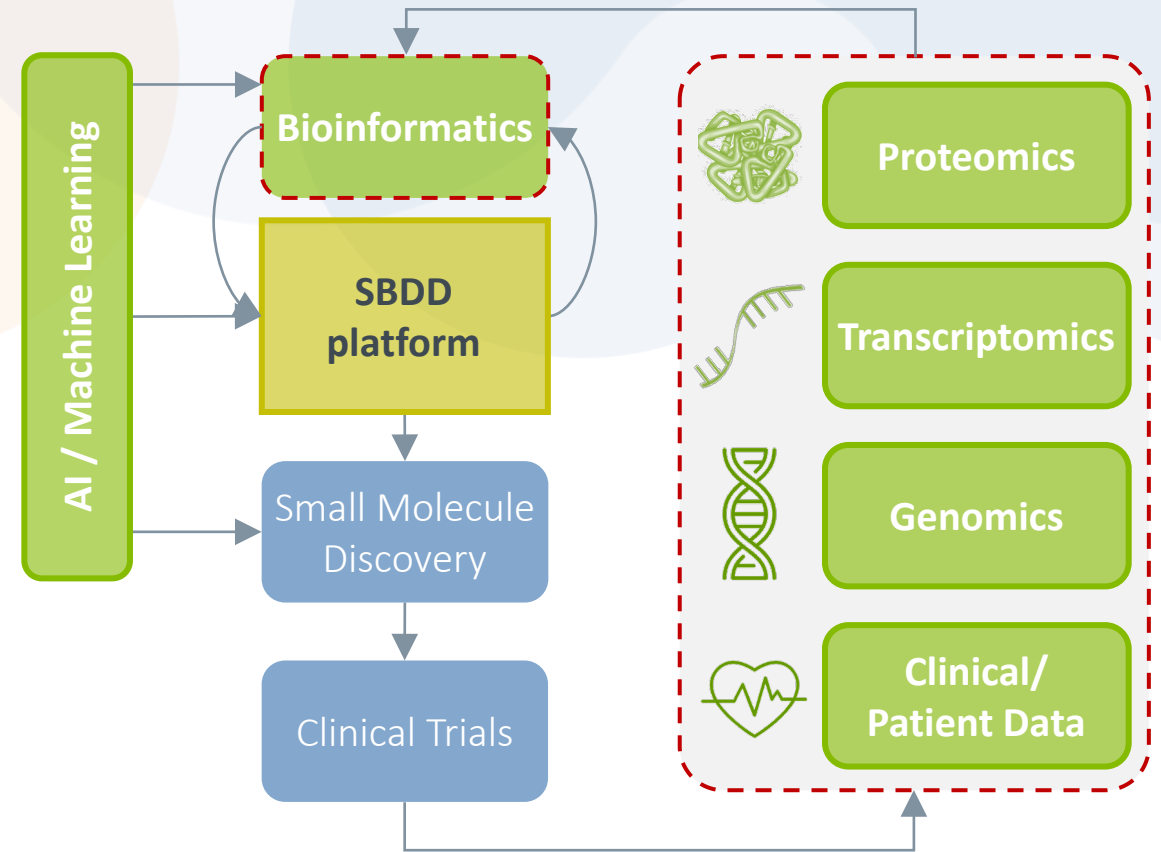 AI / Machine Learning
Bioinformatics
SBDD
platform
Small Molecule
Discovery
Clinical Trials
Proteomics
Transcriptomics
Genomics
Clinical/
Patient Data